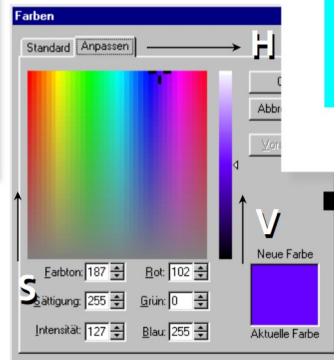 Farben
Standard Anpassen H
Abbr
V
Neue Farbe
Farbton: 187 Rot: 102
S
Sättigung: 255 Grün: 0
Intensität: 127 Blau: 255
Aktuelle Farbe